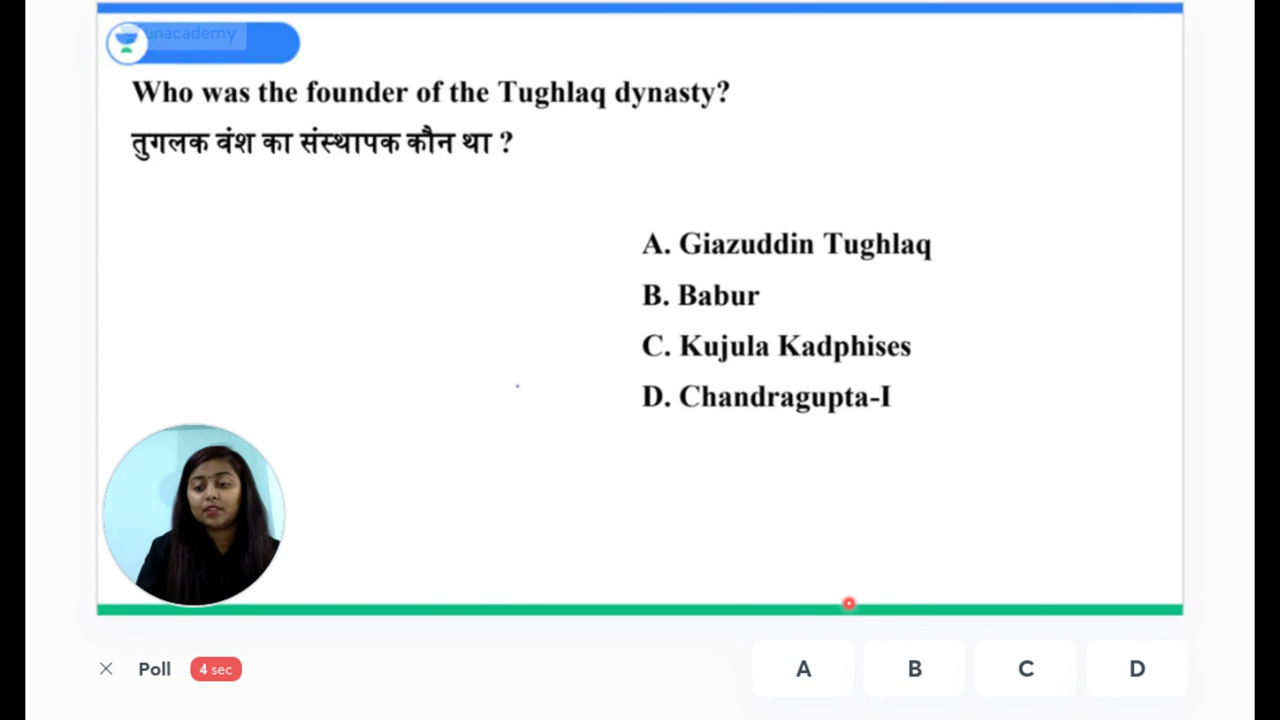 unacademy
Who was the founder of the Tughlaq dynasty?
तुगलक वंश का संस्थापक कौन था ?
A. Giazuddin Tughlaq
B. Babur
C. Kujula Kadphises
D. Chandragupta-I
Poll 4 sec A B C D